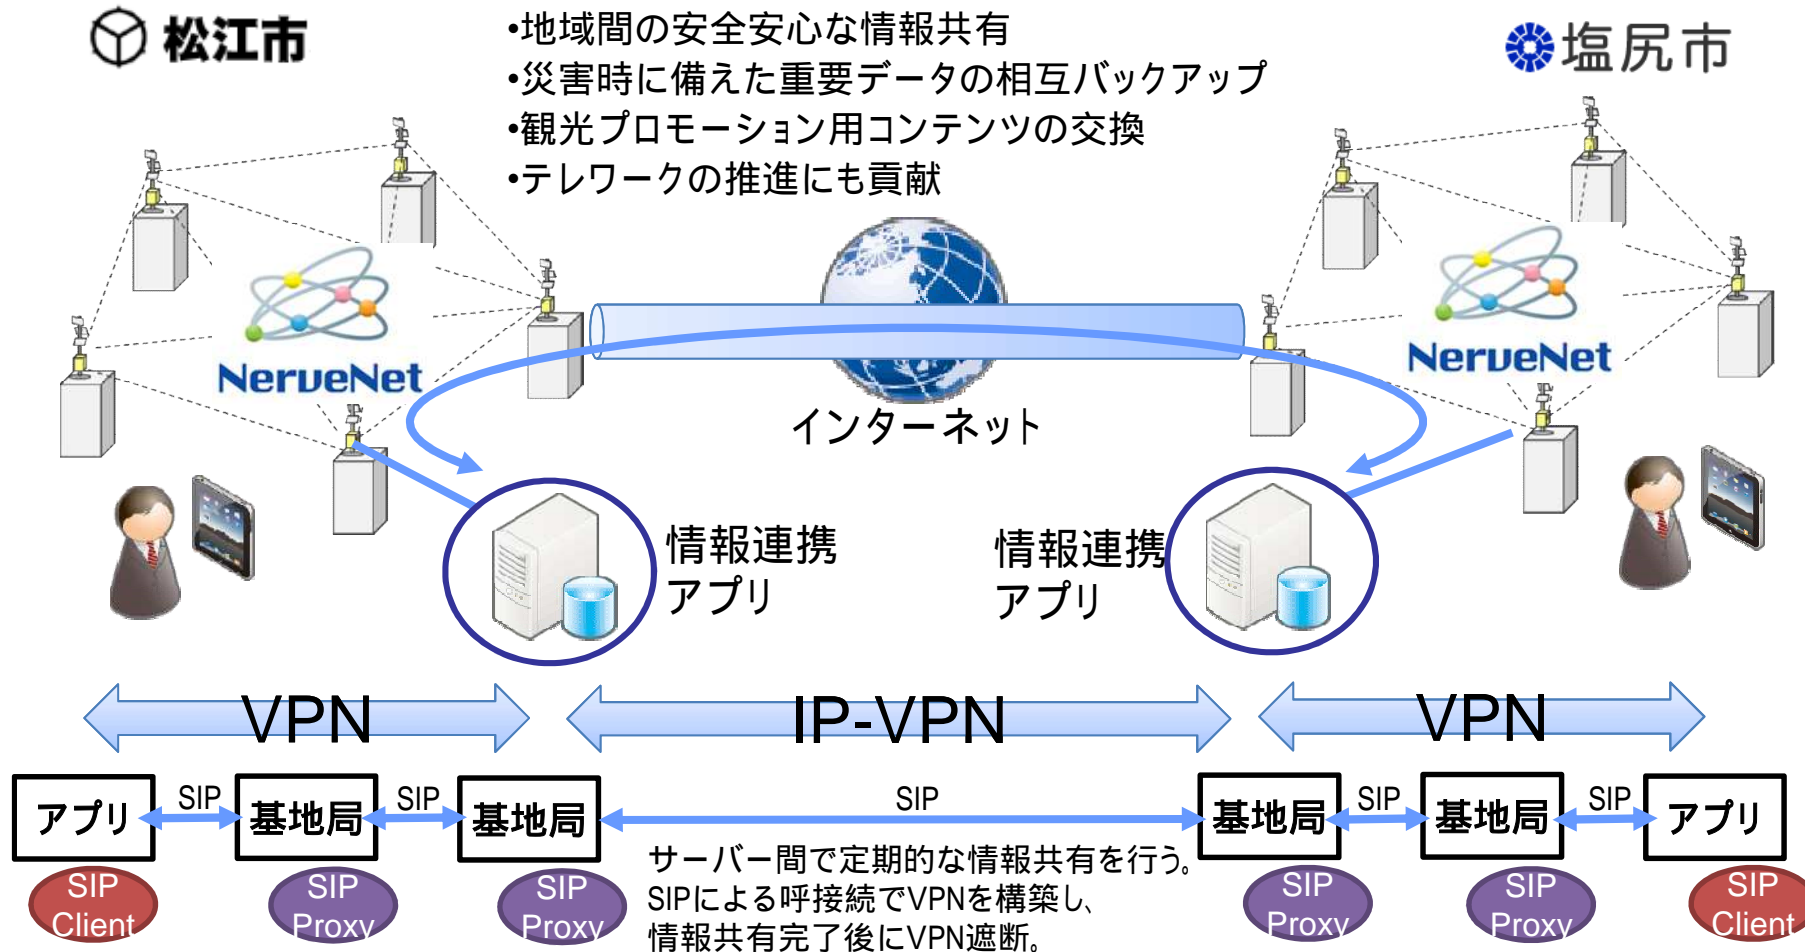 松江市
•地域間の安全安心な情報共有
•災害時に備えた重要データの相互バックアップ
•観光プロモーション用コンテンツの交換
•テレワークの推進にも貢献
塩尻市
NerveNet
NerveNet
インターネット
情報連携
アプリ
情報連携
アプリ
VPN
IP-VPN
VPN
アプリ
SIP
基地局
SIP
基地局
SIP
基地局
SIP
基地局
SIP
アプリ
SIP
Client
SIP
Proxy
SIP
Proxy
サーバー間で定期的な情報共有を行う。
SIPによる呼接続でVPNを構築し、
情報共有完了後にVPN遮断。
SIP
Proxy
SIP
Proxy
SIP
Client